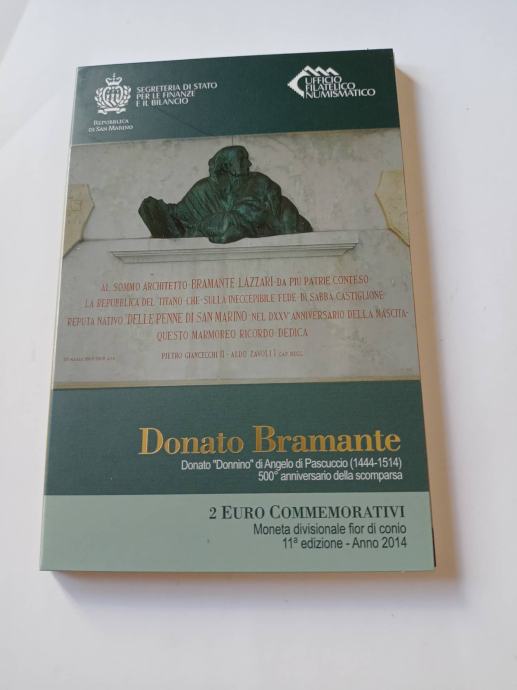 REPUBBLICA
DI SAN MARINO
SEGRETERIA DI STATO
PER LE FINANZE
E IL BILANCIO
UFFICIO
FILATELICO
NUMISMATICO
AL SOMMO ARCHITETTO BRAMANTE LAZZARI DA PIÙ PATRIE CONTESO
LA REPUBBLICA DEL TITANO CHE SULLA INECCEPIBILE FEDE DI SABBA CASTIGLIONE
REPUTA NATIVO DELLE PENNE DI SAN MARINO NEL DXXV ANNIVERSARIO DELLA NASCITA
QUESTO MARMOREO RICORDO DEDICA
PIETRO GIANCECCHI II - ALDO ZAVOLI I CAP. REGG.
Donato Bramante
Donato "Donnino" di Angelo di Pascuccio (1444-1514)
500° anniversario della scomparsa
2 EURO COMMEMORATIVI
Moneta divisionale fior di conio
11ª edizione - Anno 2014